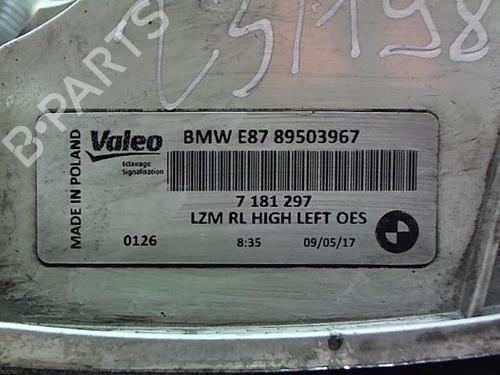 B-PARTS
MADE IN POLAND
Valeo
Eclairage
Signalisation
BMW E87 89503967
7 181 297
LZM RL HIGH LEFT OES
0126 8:35 09/05/17